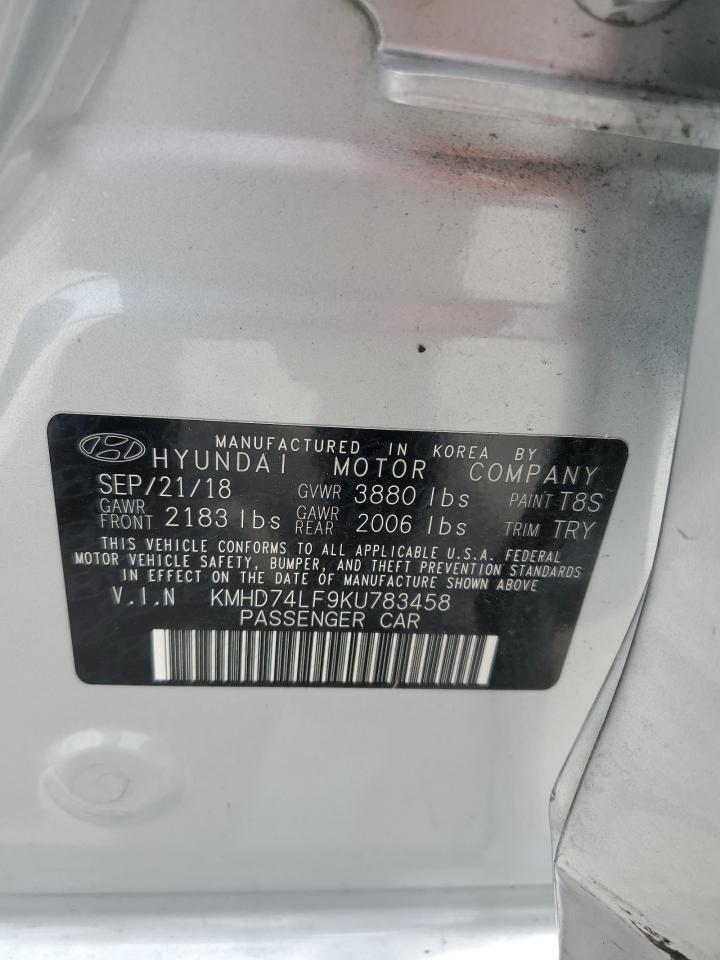 MANUFACTURED IN KOREA BY
HYUNDAI MOTOR COMPANY
SEP/21/18 GVWR 3880 lbs PAINT T8S
GAWR FRONT 2183 lbs GAWR REAR 2006 lbs TRIM TRY
THIS VEHICLE CONFORMS TO ALL APPLICABLE U.S.A. FEDERAL
MOTOR VEHICLE SAFETY, BUMPER, AND THEFT PREVENTION STANDARDS
IN EFFECT ON THE DATE OF MANUFACTURE SHOWN ABOVE
V.I.N KMHD74LF9KU783458
PASSENGER CAR